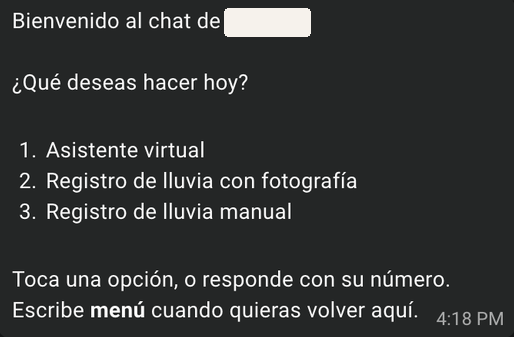 Bienvenido al chat de
¿Qué deseas hacer hoy?
1. Asistente virtual
2. Registro de lluvia con fotografía
3. Registro de lluvia manual
Toca una opción, o responde con su número.
Escribe menú cuando quieras volver aquí.
4:18 PM